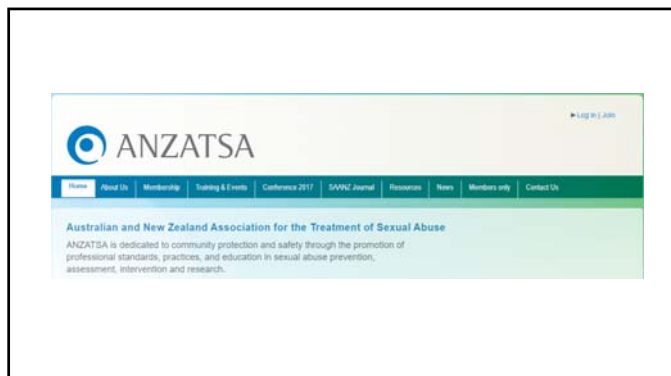 Log in | Join
ANZATSA
Home About Us Membership Training & Events Conference 2017 SAANZ Journal Resources News Members only Contact Us
Australian and New Zealand Association for the Treatment of Sexual Abuse
ANZATSA is dedicated to community protection and safety through the promotion of
professional standards, practices, and education in sexual abuse prevention,
assessment, intervention and research.